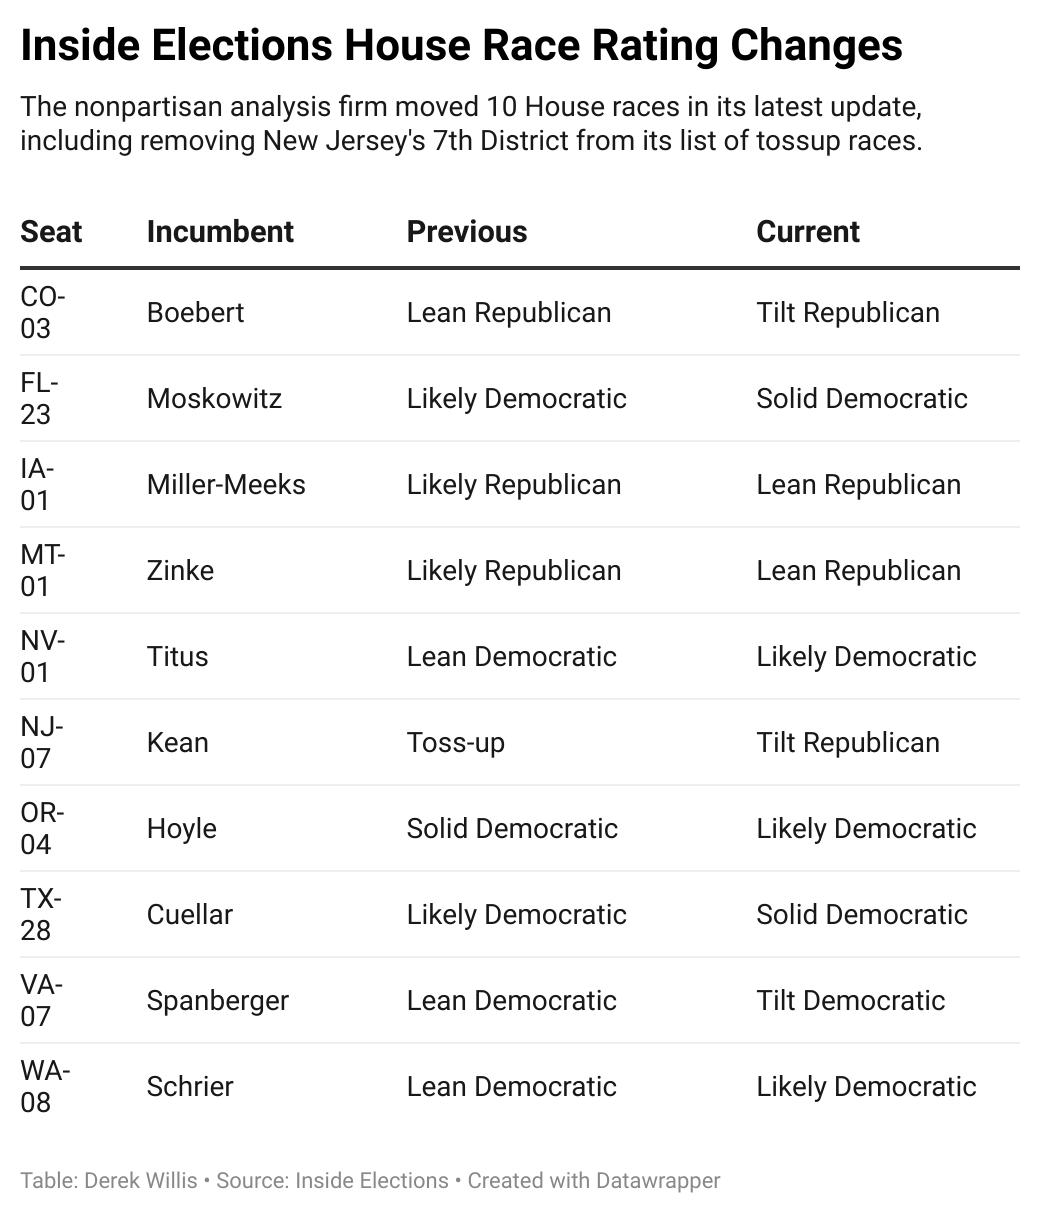 Inside Elections House Race Rating Changes
The nonpartisan analysis firm moved 10 House races in its latest update,
including removing New Jersey's 7th District from its list of tossup races.
Seat Incumbent Previous Current
CO-
03 Boebert Lean Republican Tilt Republican
FL-
23 Moskowitz Likely Democratic Solid Democratic
IA-
01 Miller-Meeks Likely Republican Lean Republican
MT-
01 Zinke Likely Republican Lean Republican
NV-
01 Titus Lean Democratic Likely Democratic
NJ-
07 Kean Toss-up Tilt Republican
OR-
04 Hoyle Solid Democratic Likely Democratic
TX-
28 Cuellar Likely Democratic Solid Democratic
VA-
07 Spanberger Lean Democratic Tilt Democratic
WA-
08 Schrier Lean Democratic Likely Democratic
Table: Derek Willis • Source: Inside Elections • Created with Datawrapper